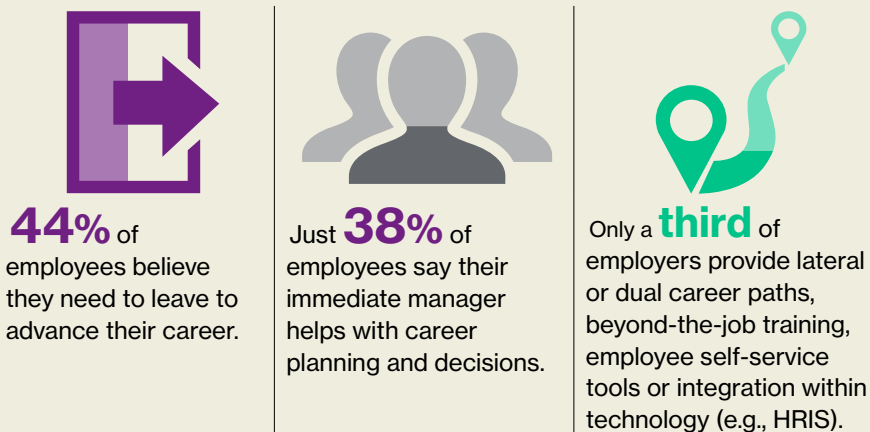 44% of
employees believe
they need to leave to
advance their career.
Just 38% of
employees say their
immediate manager
helps with career
planning and decisions.
Only a third of
employers provide lateral
or dual career paths,
beyond-the-job training,
employee self-service
tools or integration within
technology (e.g., HRIS).